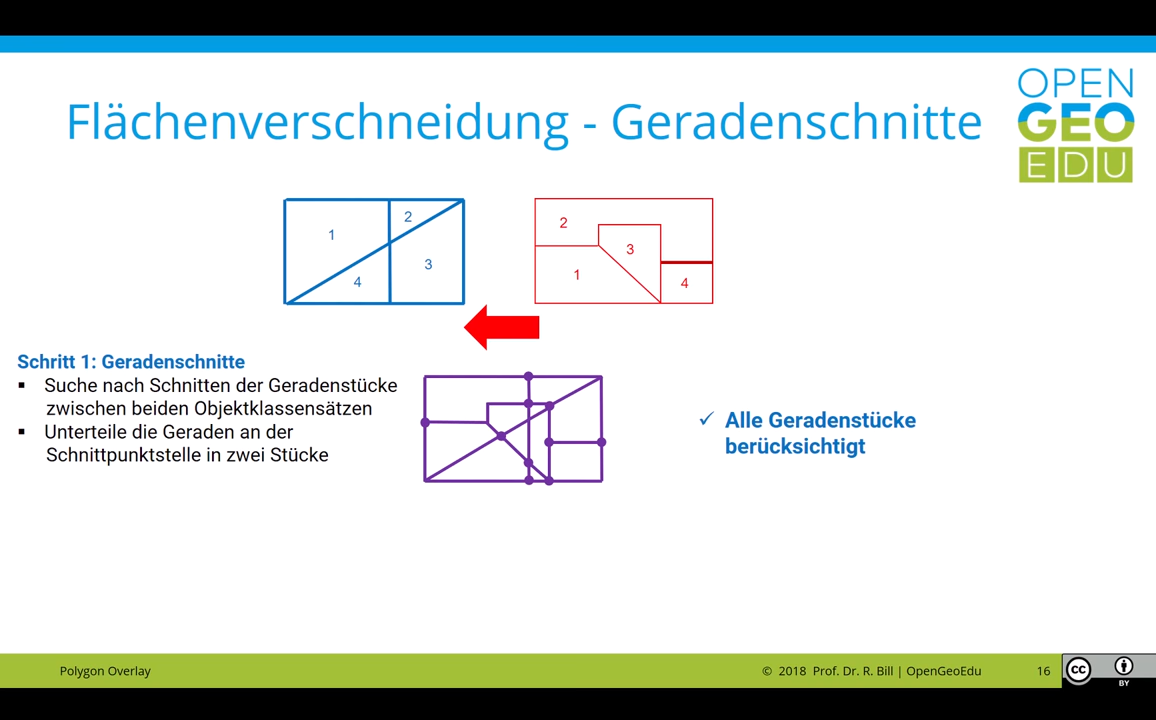 OPEN
GEO
EDU
Flächenverschneidung - Geradenschnitte
1
2
3
4
2
3
1
4
Schritt 1: Geradenschnitte
▪ Suche nach Schnitten der Geradenstücke
zwischen beiden Objektklassensätzen
▪ Unterteile die Geraden an der
Schnittpunktstelle in zwei Stücke
✓ Alle Geradenstücke
berücksichtigt
Polygon Overlay
© 2018 Prof. Dr. R. Bill | OpenGeoEdu
16
cc
BY